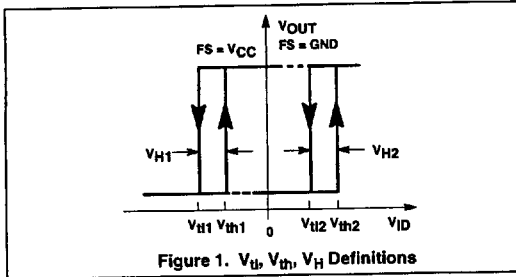 VOUT
FS = VCC FS = GND
VH1 VH2
Vtl1 Vth1 0 Vtl2 Vth2 VID
Figure 1. Vtl, Vth, VH Definitions